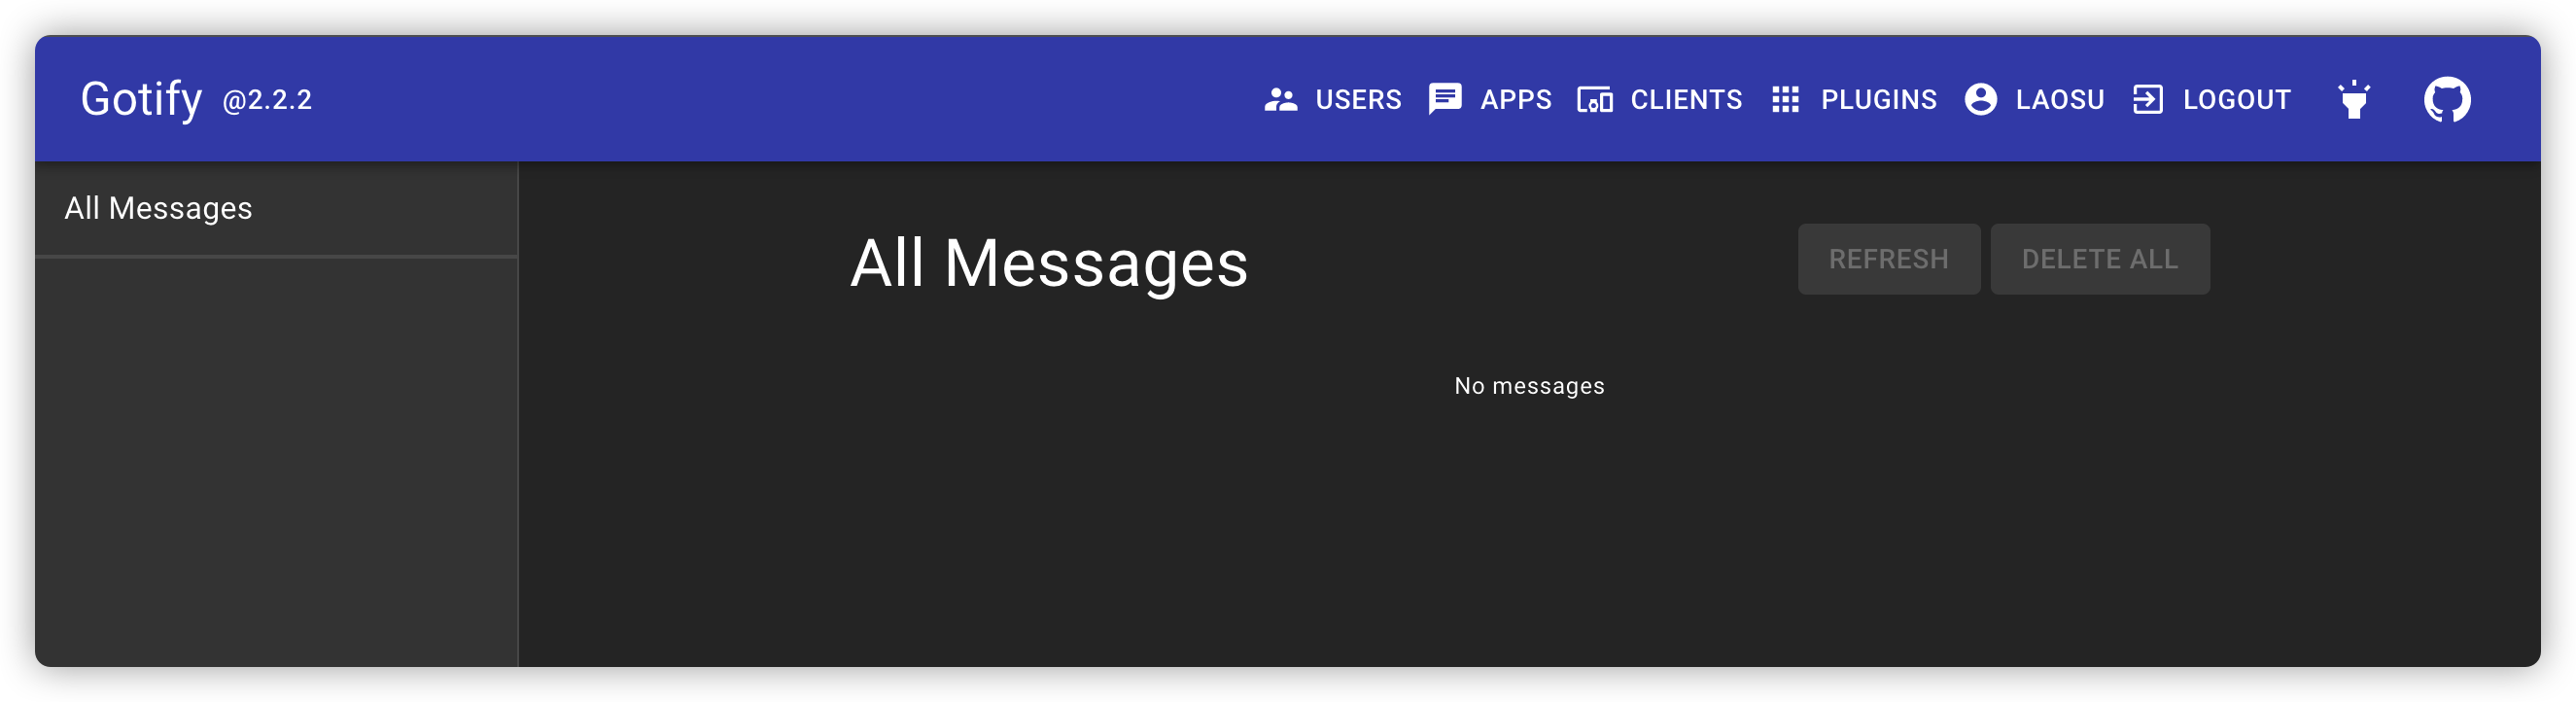 Gotify @2.2.2
USERS APPS CLIENTS PLUGINS LAOSU LOGOUT
All Messages
All Messages
REFRESH DELETE ALL
No messages